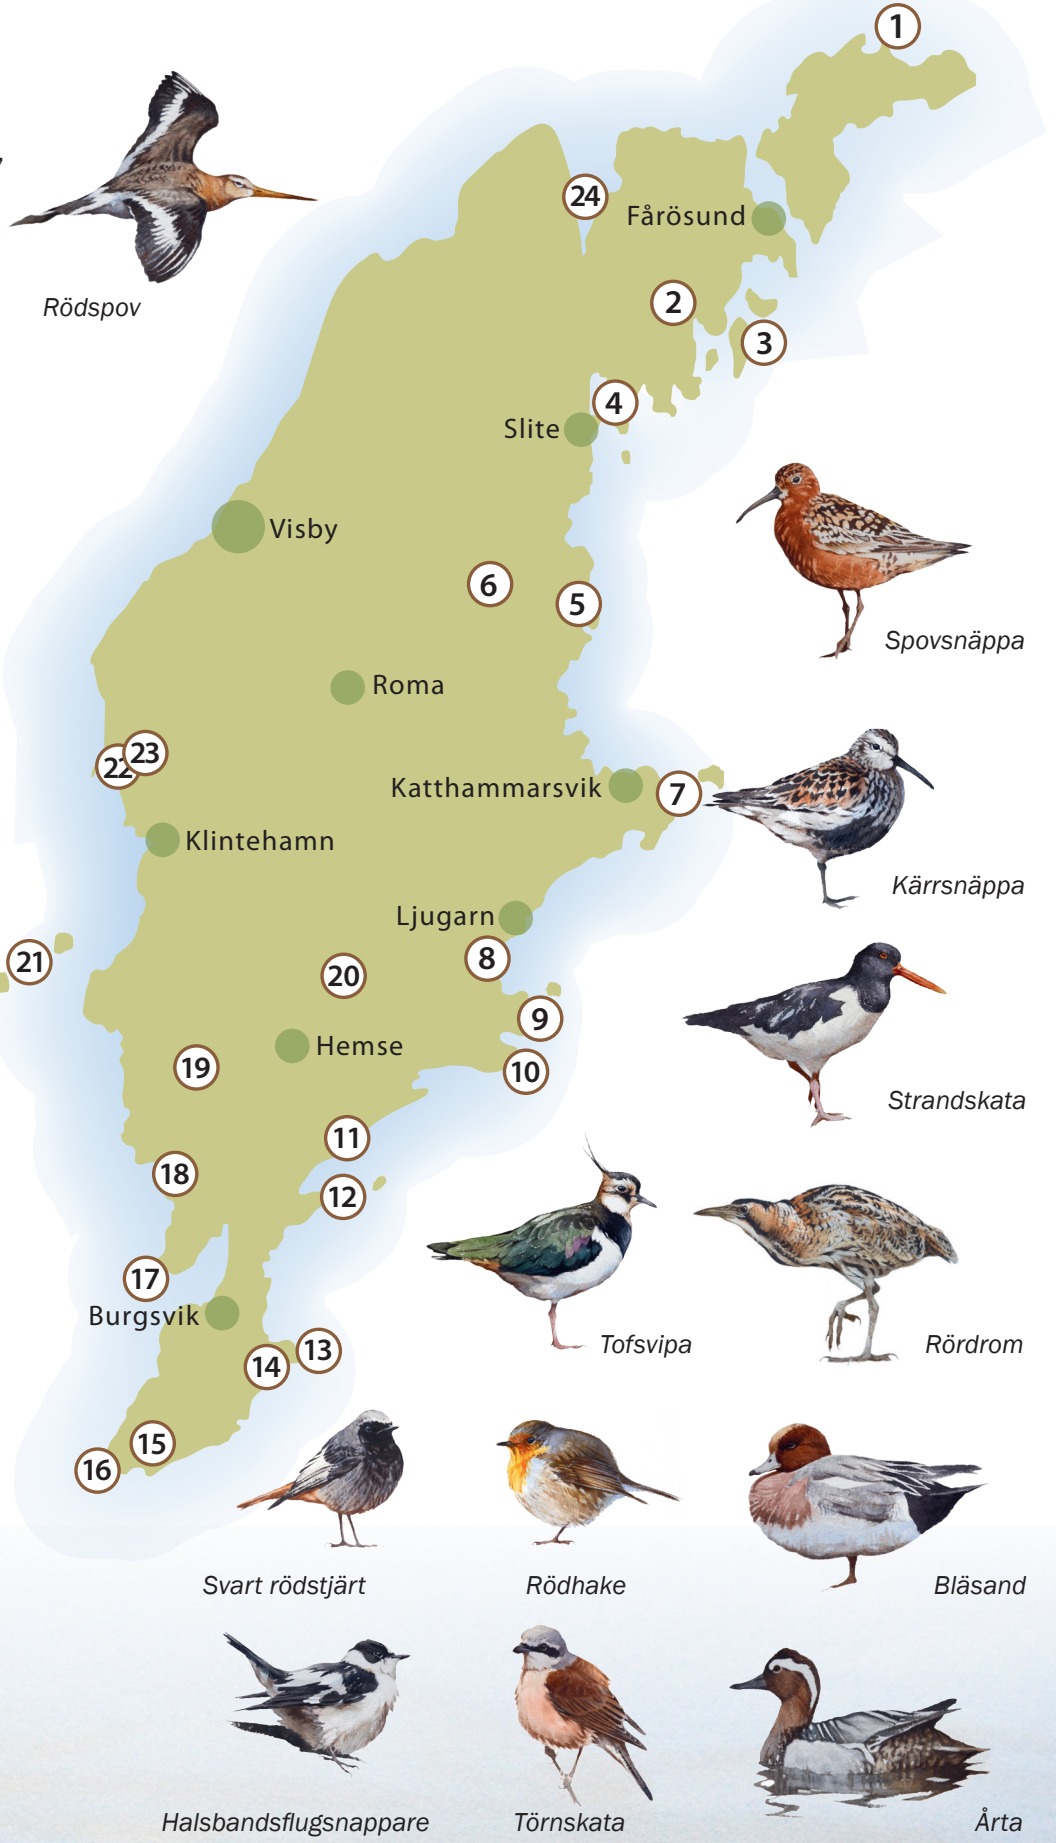 1
24
Fårösund
Rödspov
2
3
4
Slite
Visby
6
5
Spovsnäppa
Roma
22
23
Katthammarsvik
7
Klintehamn
Kärrsnäppa
Ljugarn
21
8
20
9
Hemse
19
10
Strandskata
11
18
12
17
Burgsvik
13
14
Tofsvipa
Rördrom
15
16
Svart rödstjärt
Rödhake
Bläsand
Halsbandsflugsnappare
Törnskata
Årta